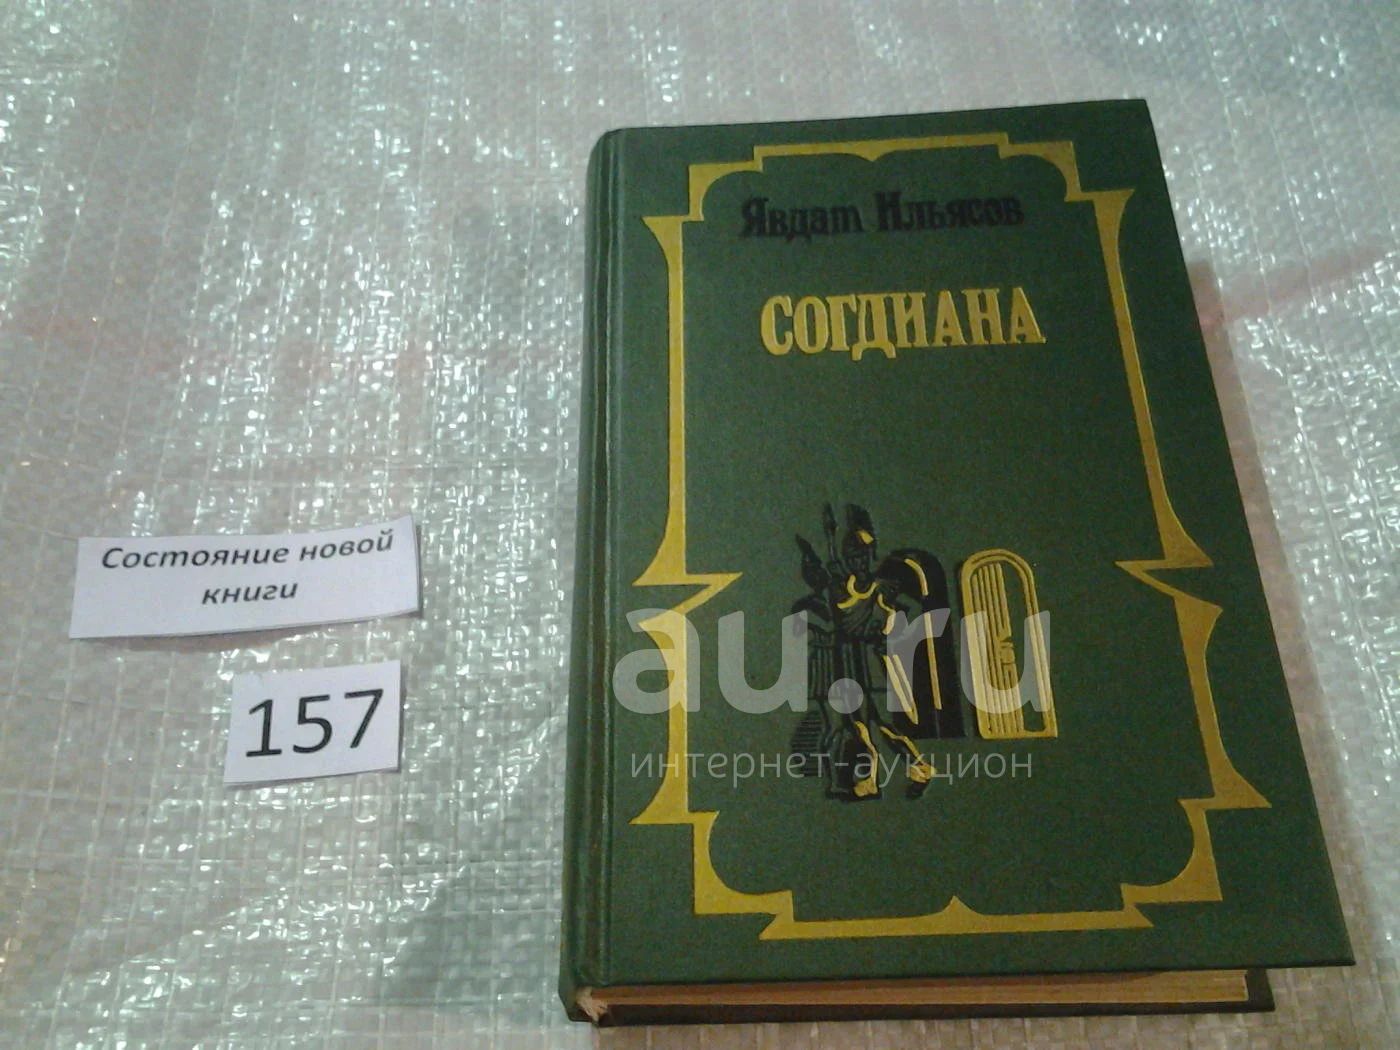 Явдат Ильясов
СОГДИАНА
Состояние новой
книги
157
au.ru
интернет-аукцион